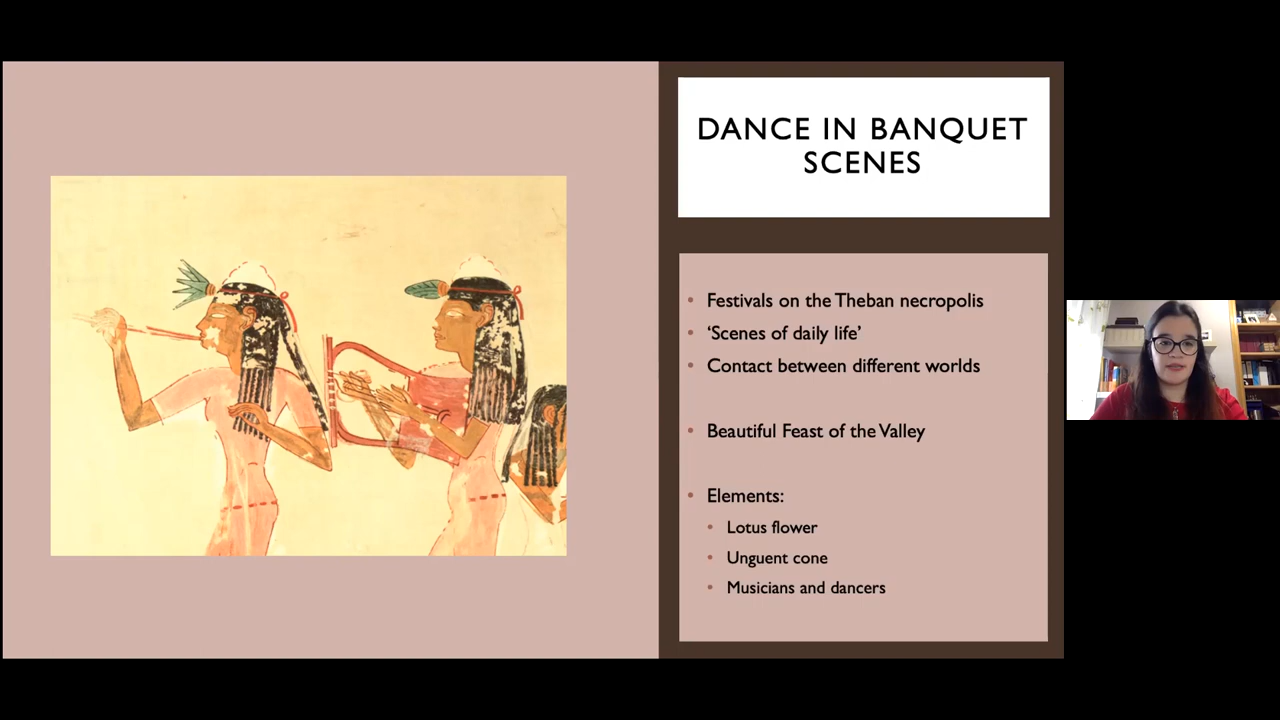 DANCE IN BANQUET
SCENES
• Festivals on the Theban necropolis
• ‘Scenes of daily life’
• Contact between different worlds
• Beautiful Feast of the Valley
• Elements:
• Lotus flower
• Unguent cone
• Musicians and dancers